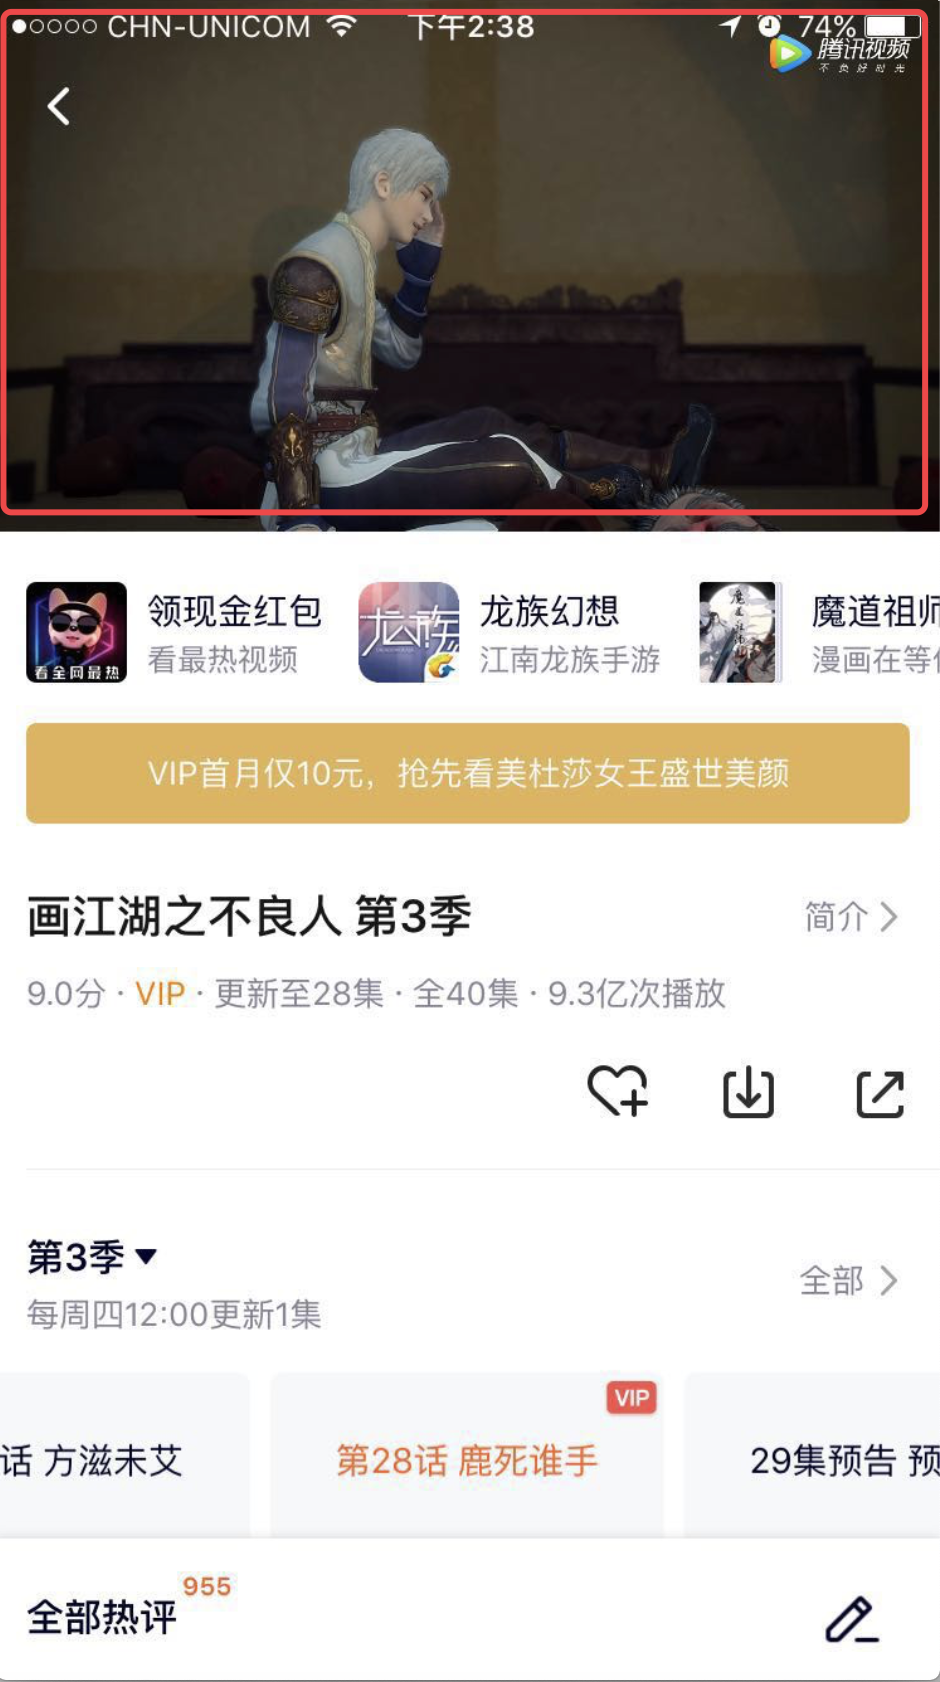 CHN-UNICOM 下午2:38 74%
腾讯视频
不负好时光
领现金红包 龙族幻想 魔道祖师
看最热视频 江南龙族手游 漫画在等
看全网最热
龙族
VIP首月仅10元，抢先看美杜莎女王盛世美颜
画江湖之不良人 第3季 简介
9.0分 · VIP · 更新至28集 · 全40集 · 9.3亿次播放
第3季
全部
每周四12:00更新1集
VIP
话 方滋未艾 第28话 鹿死谁手 29集预告 预
全部热评 955